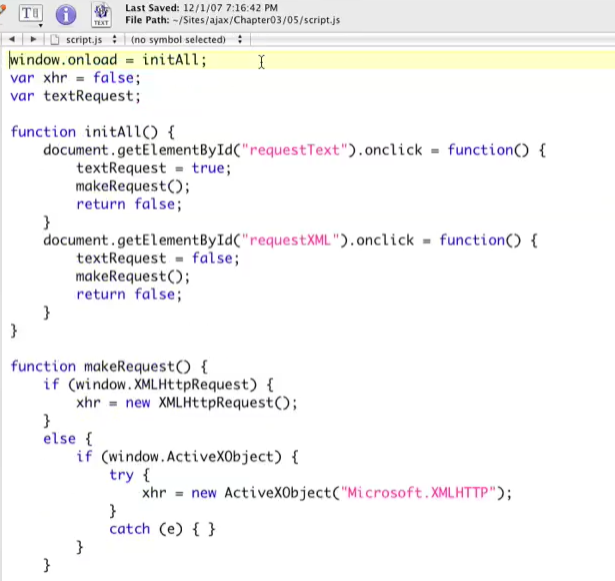 Last Saved: 12/1/07 7:16:42 PM
File Path: ~/Sites/ajax/Chapter03/05/script.js
script.js (no symbol selected)
window.onload = initAll;
var xhr = false;
var textRequest;
function initAll() {
document.getElementById("requestText").onclick = function() {
textRequest = true;
makeRequest();
return false;
}
document.getElementById("requestXML").onclick = function() {
textRequest = false;
makeRequest();
return false;
}
}
function makeRequest() {
if (window.XMLHttpRequest) {
xhr = new XMLHttpRequest();
}
else {
if (window.ActiveXObject) {
try {
xhr = new ActiveXObject("Microsoft.XMLHTTP");
}
catch (e) { }
}
}